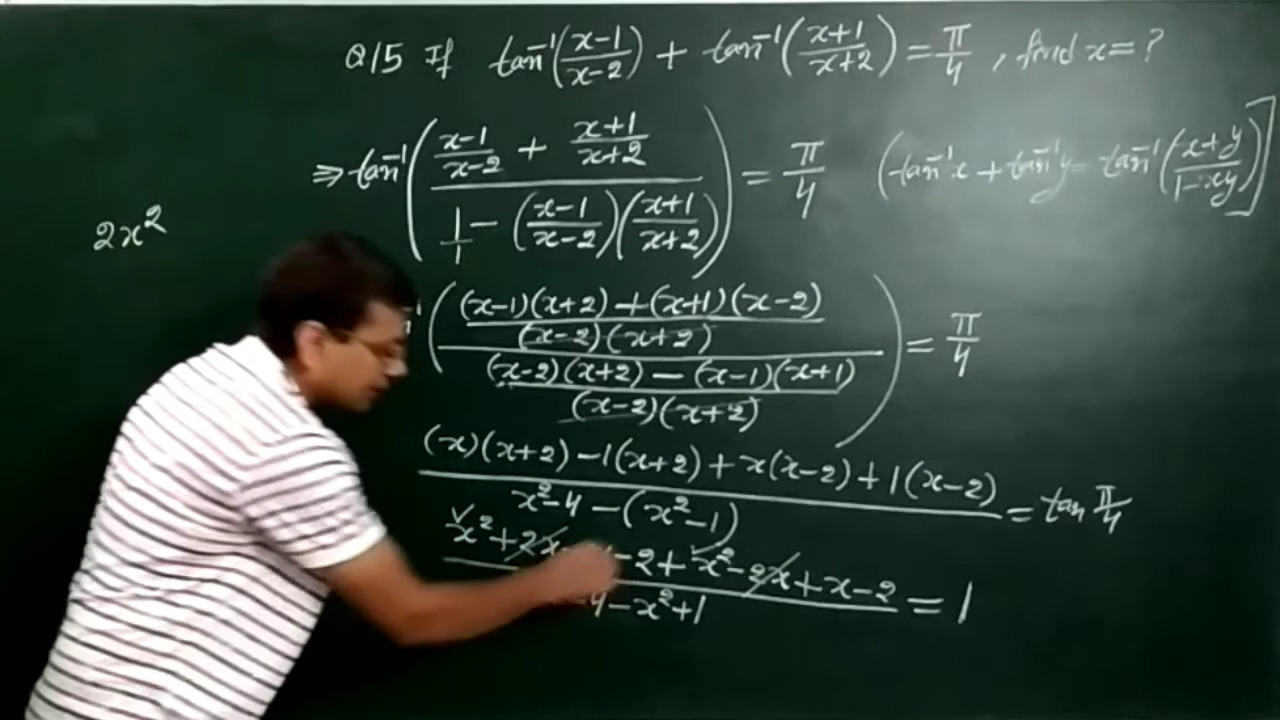 Q15 If tan⁻¹((x-1)/(x-2)) + tan⁻¹((x+1)/(x+2)) = π/4, find x = ?
⇒ tan⁻¹(((x-1)/(x-2) + (x+1)/(x+2)) / (1/1 - ((x-1)/(x-2))((x+1)/(x+2)))) = π/4 (tan⁻¹x + tan⁻¹y = tan⁻¹((x+y)/(1-xy))]
2x²
⁻¹((((x-1)(x+2) + (x+1)(x-2))/((x-2)(x+2))) / (((x-2)(x+2) - (x-1)(x+1))/((x-2)(x+2)))) = π/4
((x)(x+2) - 1(x+2) + x(x-2) + 1(x-2)) / (x²-4 - (x²-1)) = tan π/4
x² + 2x -2 + x² - 2x + x - 2 / -4 - x² + 1 = 1